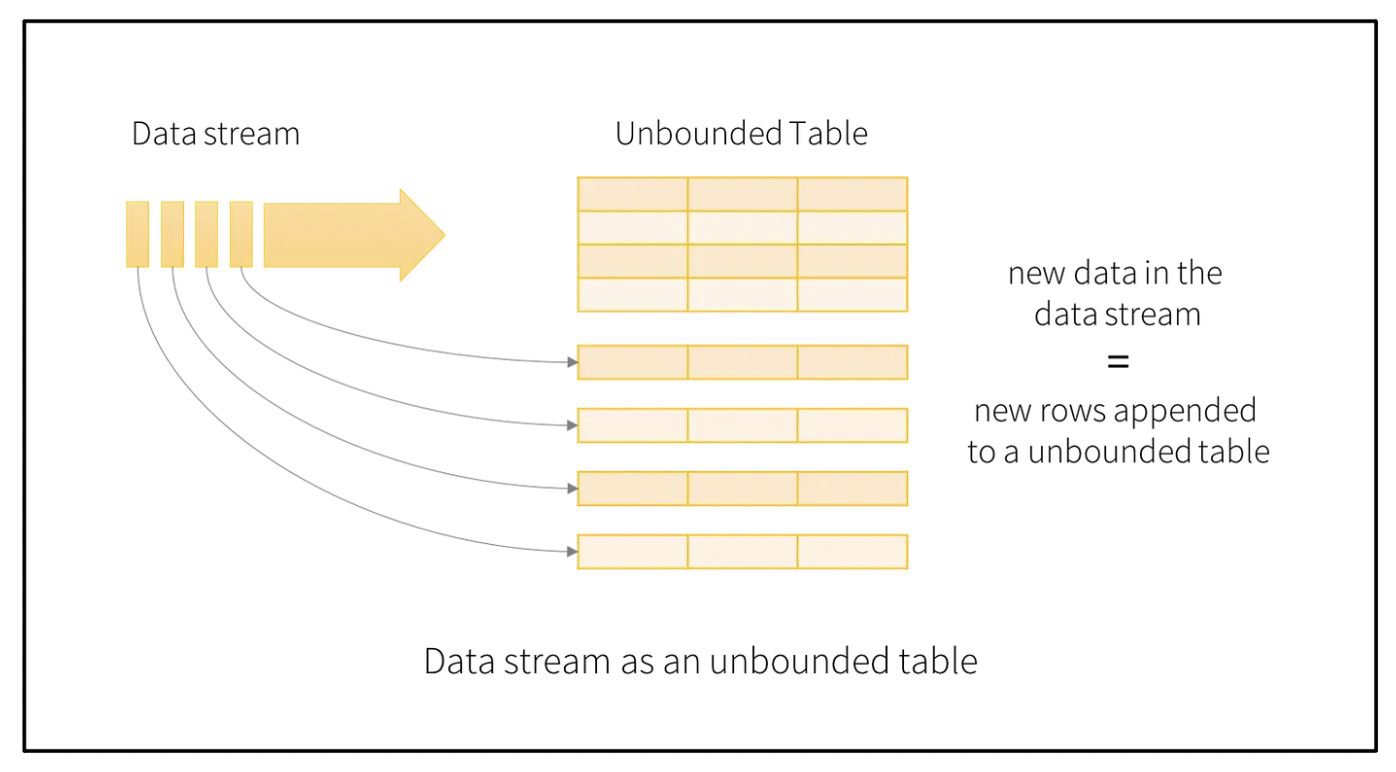 Data stream
Unbounded Table
new data in the
data stream
=
new rows appended
to a unbounded table
Data stream as an unbounded table